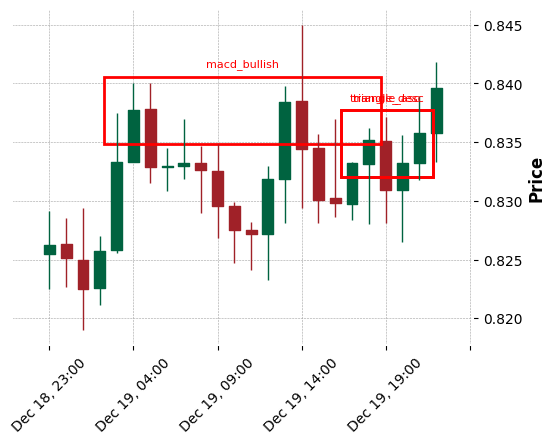 0.845
macd_bullish
0.840
triangle_desc
0.835
0.830
Price
0.825
0.820
Dec 18, 23:00
Dec 19, 04:00
Dec 19, 09:00
Dec 19, 14:00
Dec 19, 19:00